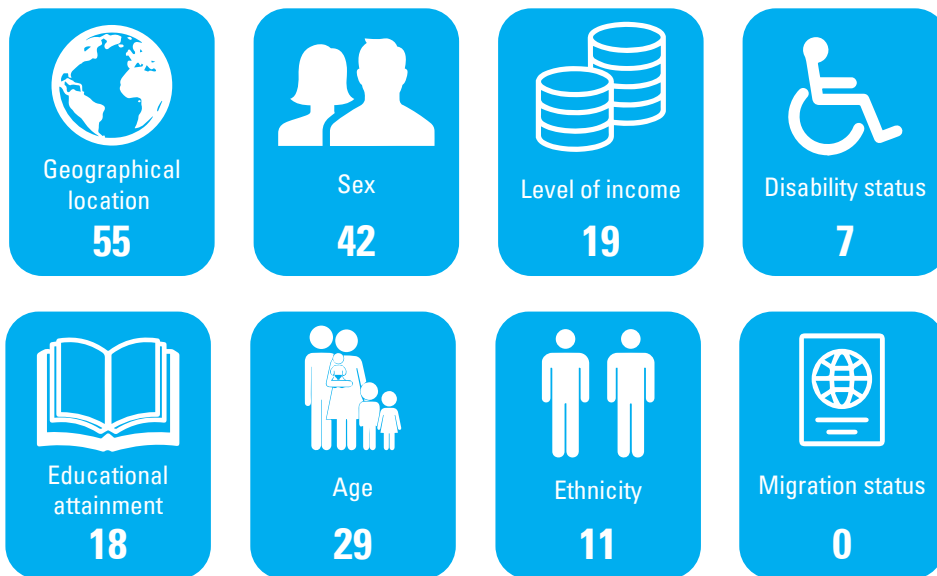 Geographical
location
55
Sex
42
Level of income
19
Disability status
7
Educational
attainment
18
Age
29
Ethnicity
11
Migration status
0